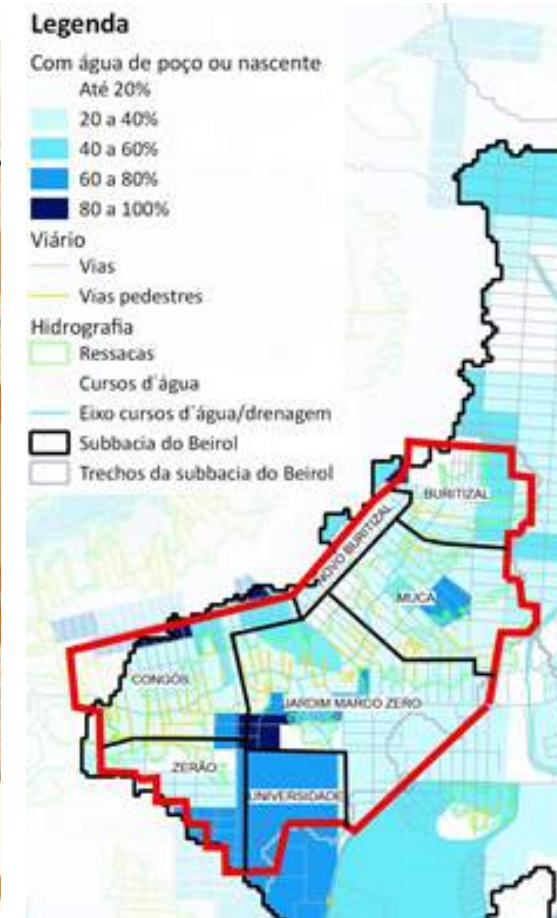 Legenda
Com água de poço ou nascente
Até 20%
20 a 40%
40 a 60%
60 a 80%
80 a 100%
Viário
Vias
Vias pedestres
Hidrografia
Ressacas
Cursos d´água
Eixo cursos d´água/drenagem
Subbacia do Beirol
Trechos da subbacia do Beirol
BURITIZAL
NOVO BURITIZAL
MUCA
CONGÓS
JARDIM MARCO ZERO
ZERÃO
UNIVERSIDADE